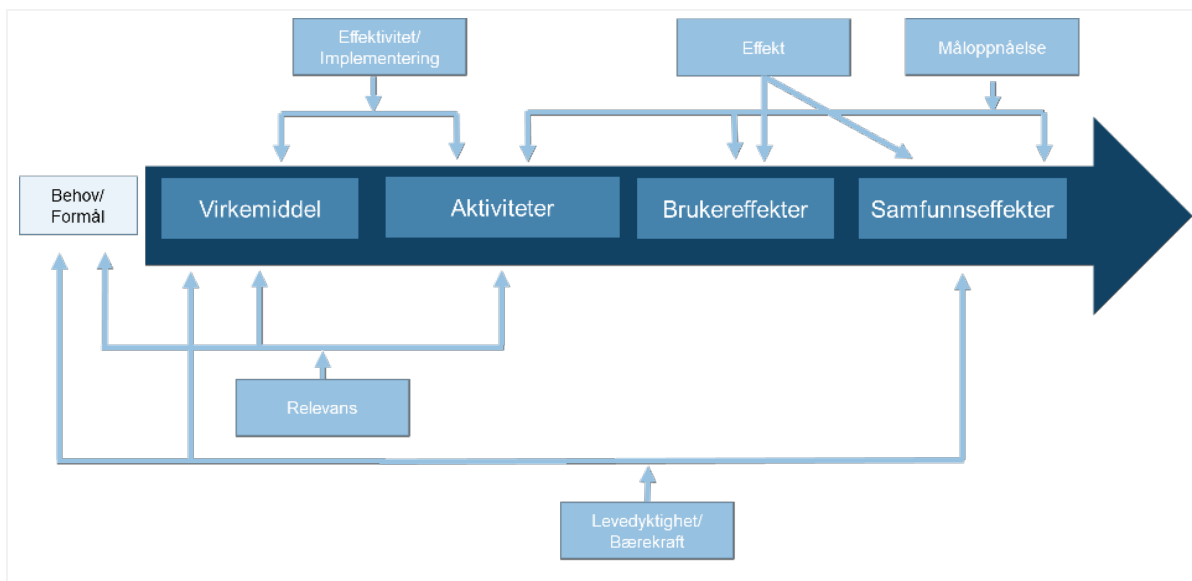 Effektivitet/
Implementering
Effekt
Måloppnåelse
Behov/
Formål
Virkemiddel
Aktiviteter
Brukereffekter
Samfunnseffekter
Relevans
Levedyktighet/
Bærekraft